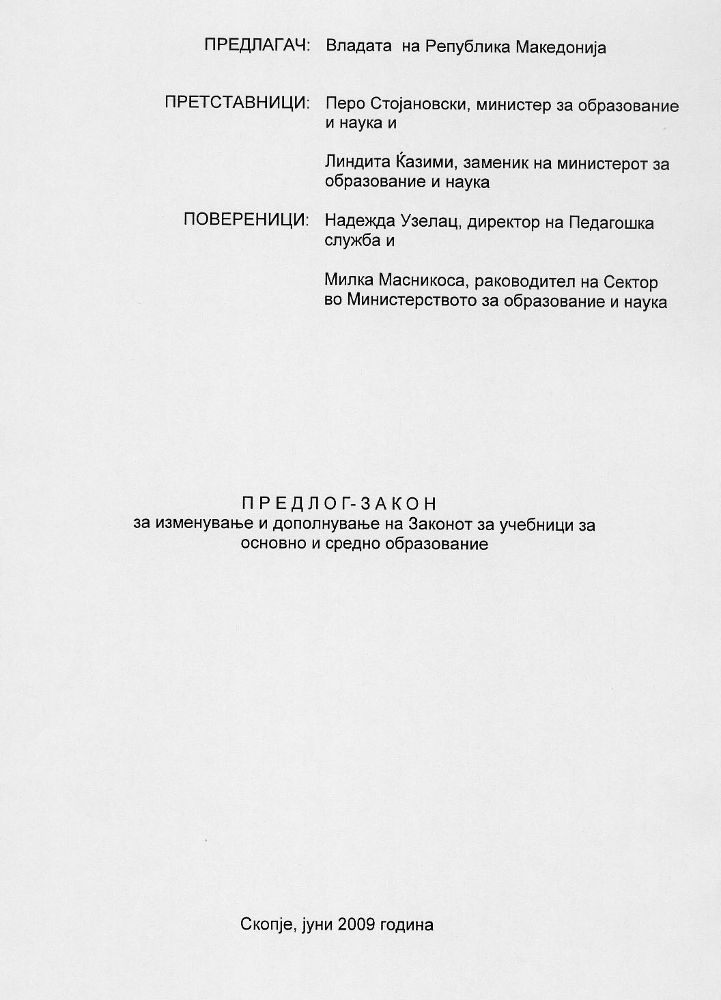 ПРЕДЛАГАЧ: Владата на Република Македонија
ПРЕТСТАВНИЦИ: Перо Стојановски, министер за образование
и наука и
Линдита Ќазими, заменик на министерот за
образование и наука
ПОВЕРЕНИЦИ: Надежда Узелац, директор на Педагошка
служба и
Милка Масникоса, раководител на Сектор
во Министерството за образование и наука
П Р Е Д Л О Г- З А К О Н
за изменување и дополнување на Законот за учебници за
основно и средно образование
Скопје, јуни 2009 година